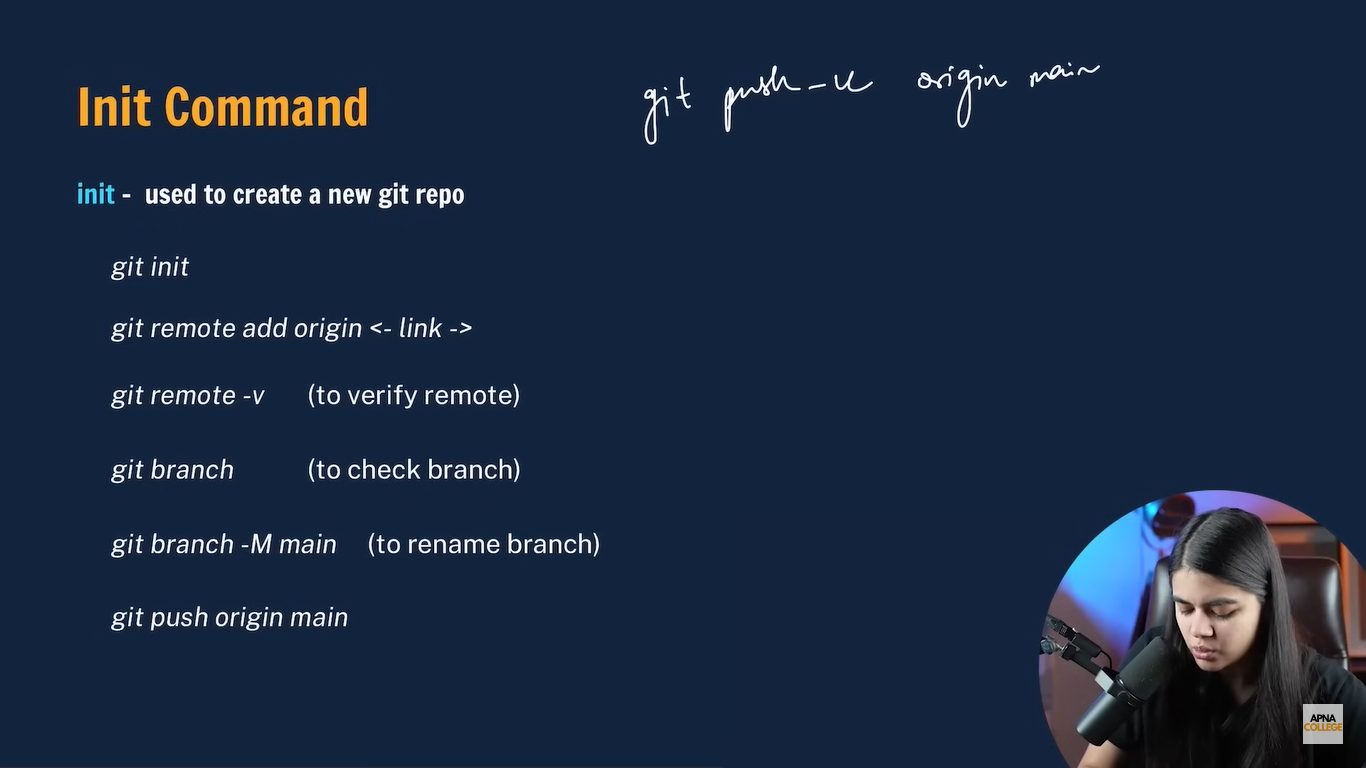 git push -u origin main
Init Command
init - used to create a new git repo
git init
git remote add origin <- link ->
git remote -v (to verify remote)
git branch (to check branch)
git branch -M main (to rename branch)
git push origin main
APNA
COLLEGE